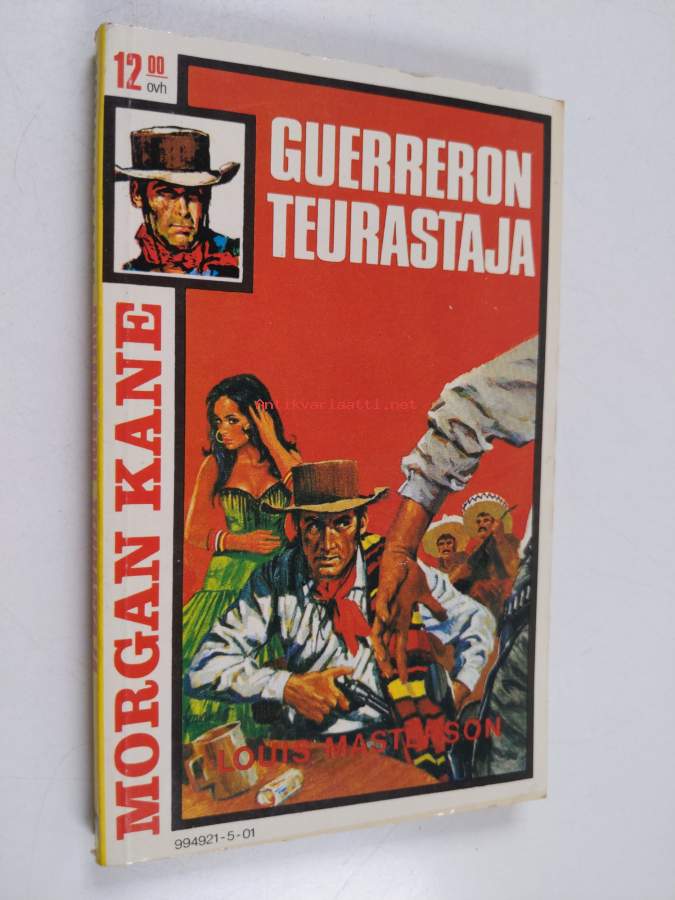 12 00
ovh
GUERRERON
TEURASTAJA
MORGAN KANE
antikvariaatti.net
LOUIS MASTERSON
994921-5-01